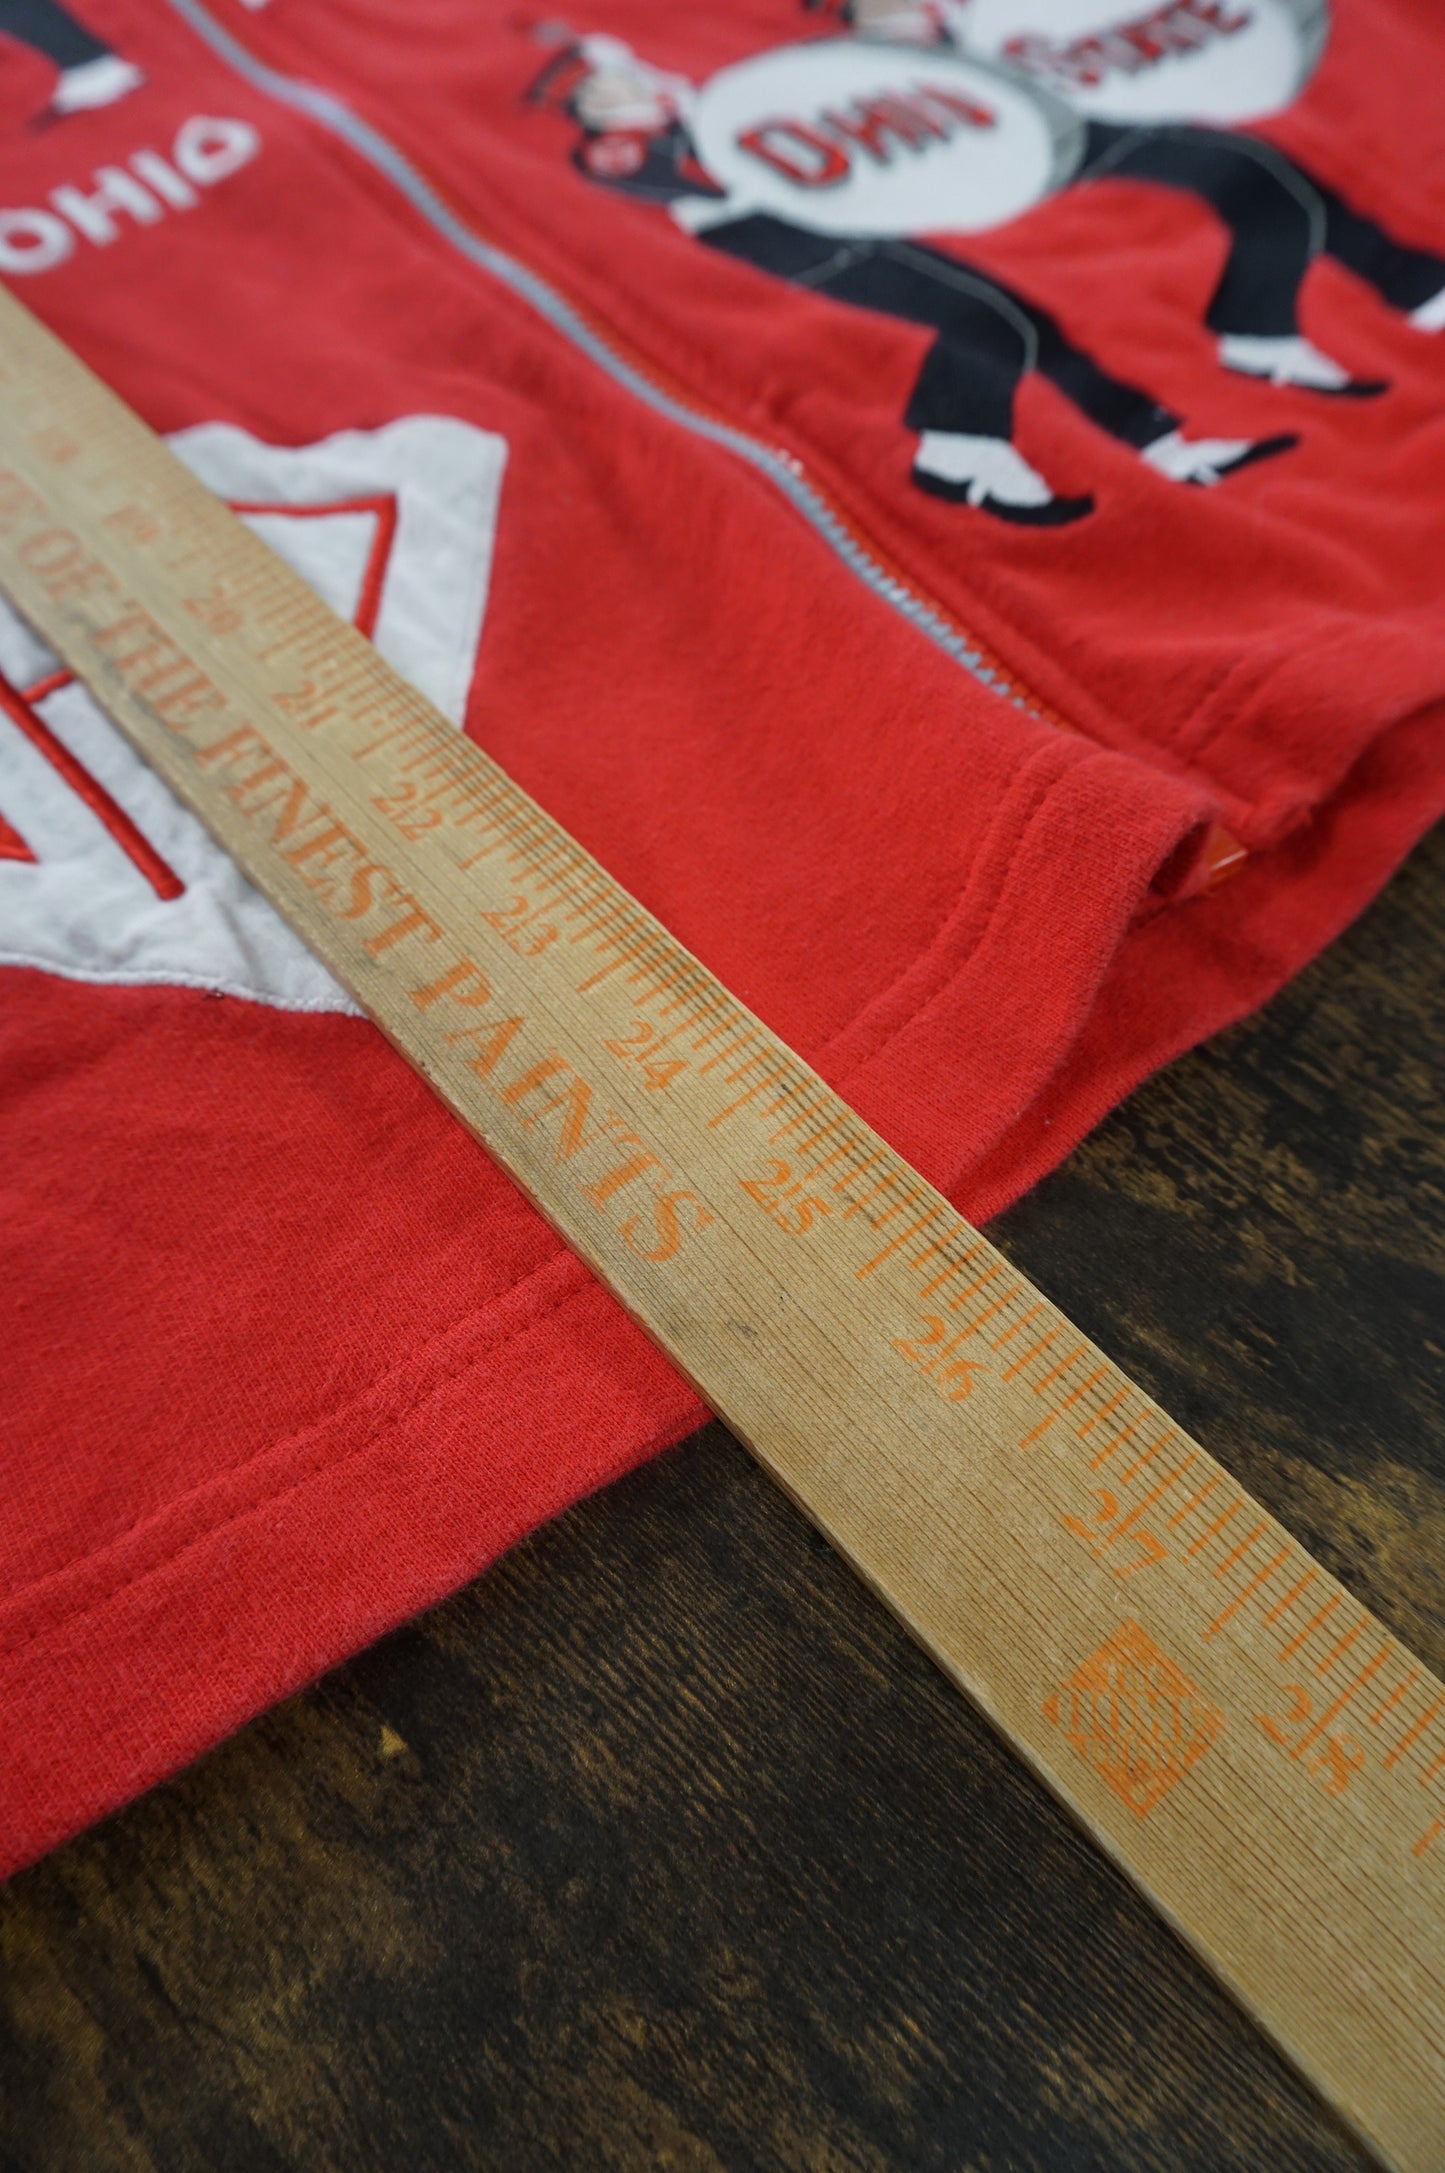 OHIO
OHIO
STATE
OF THE FINEST PAINTS
20 21 22 23 24 25 26 27 28